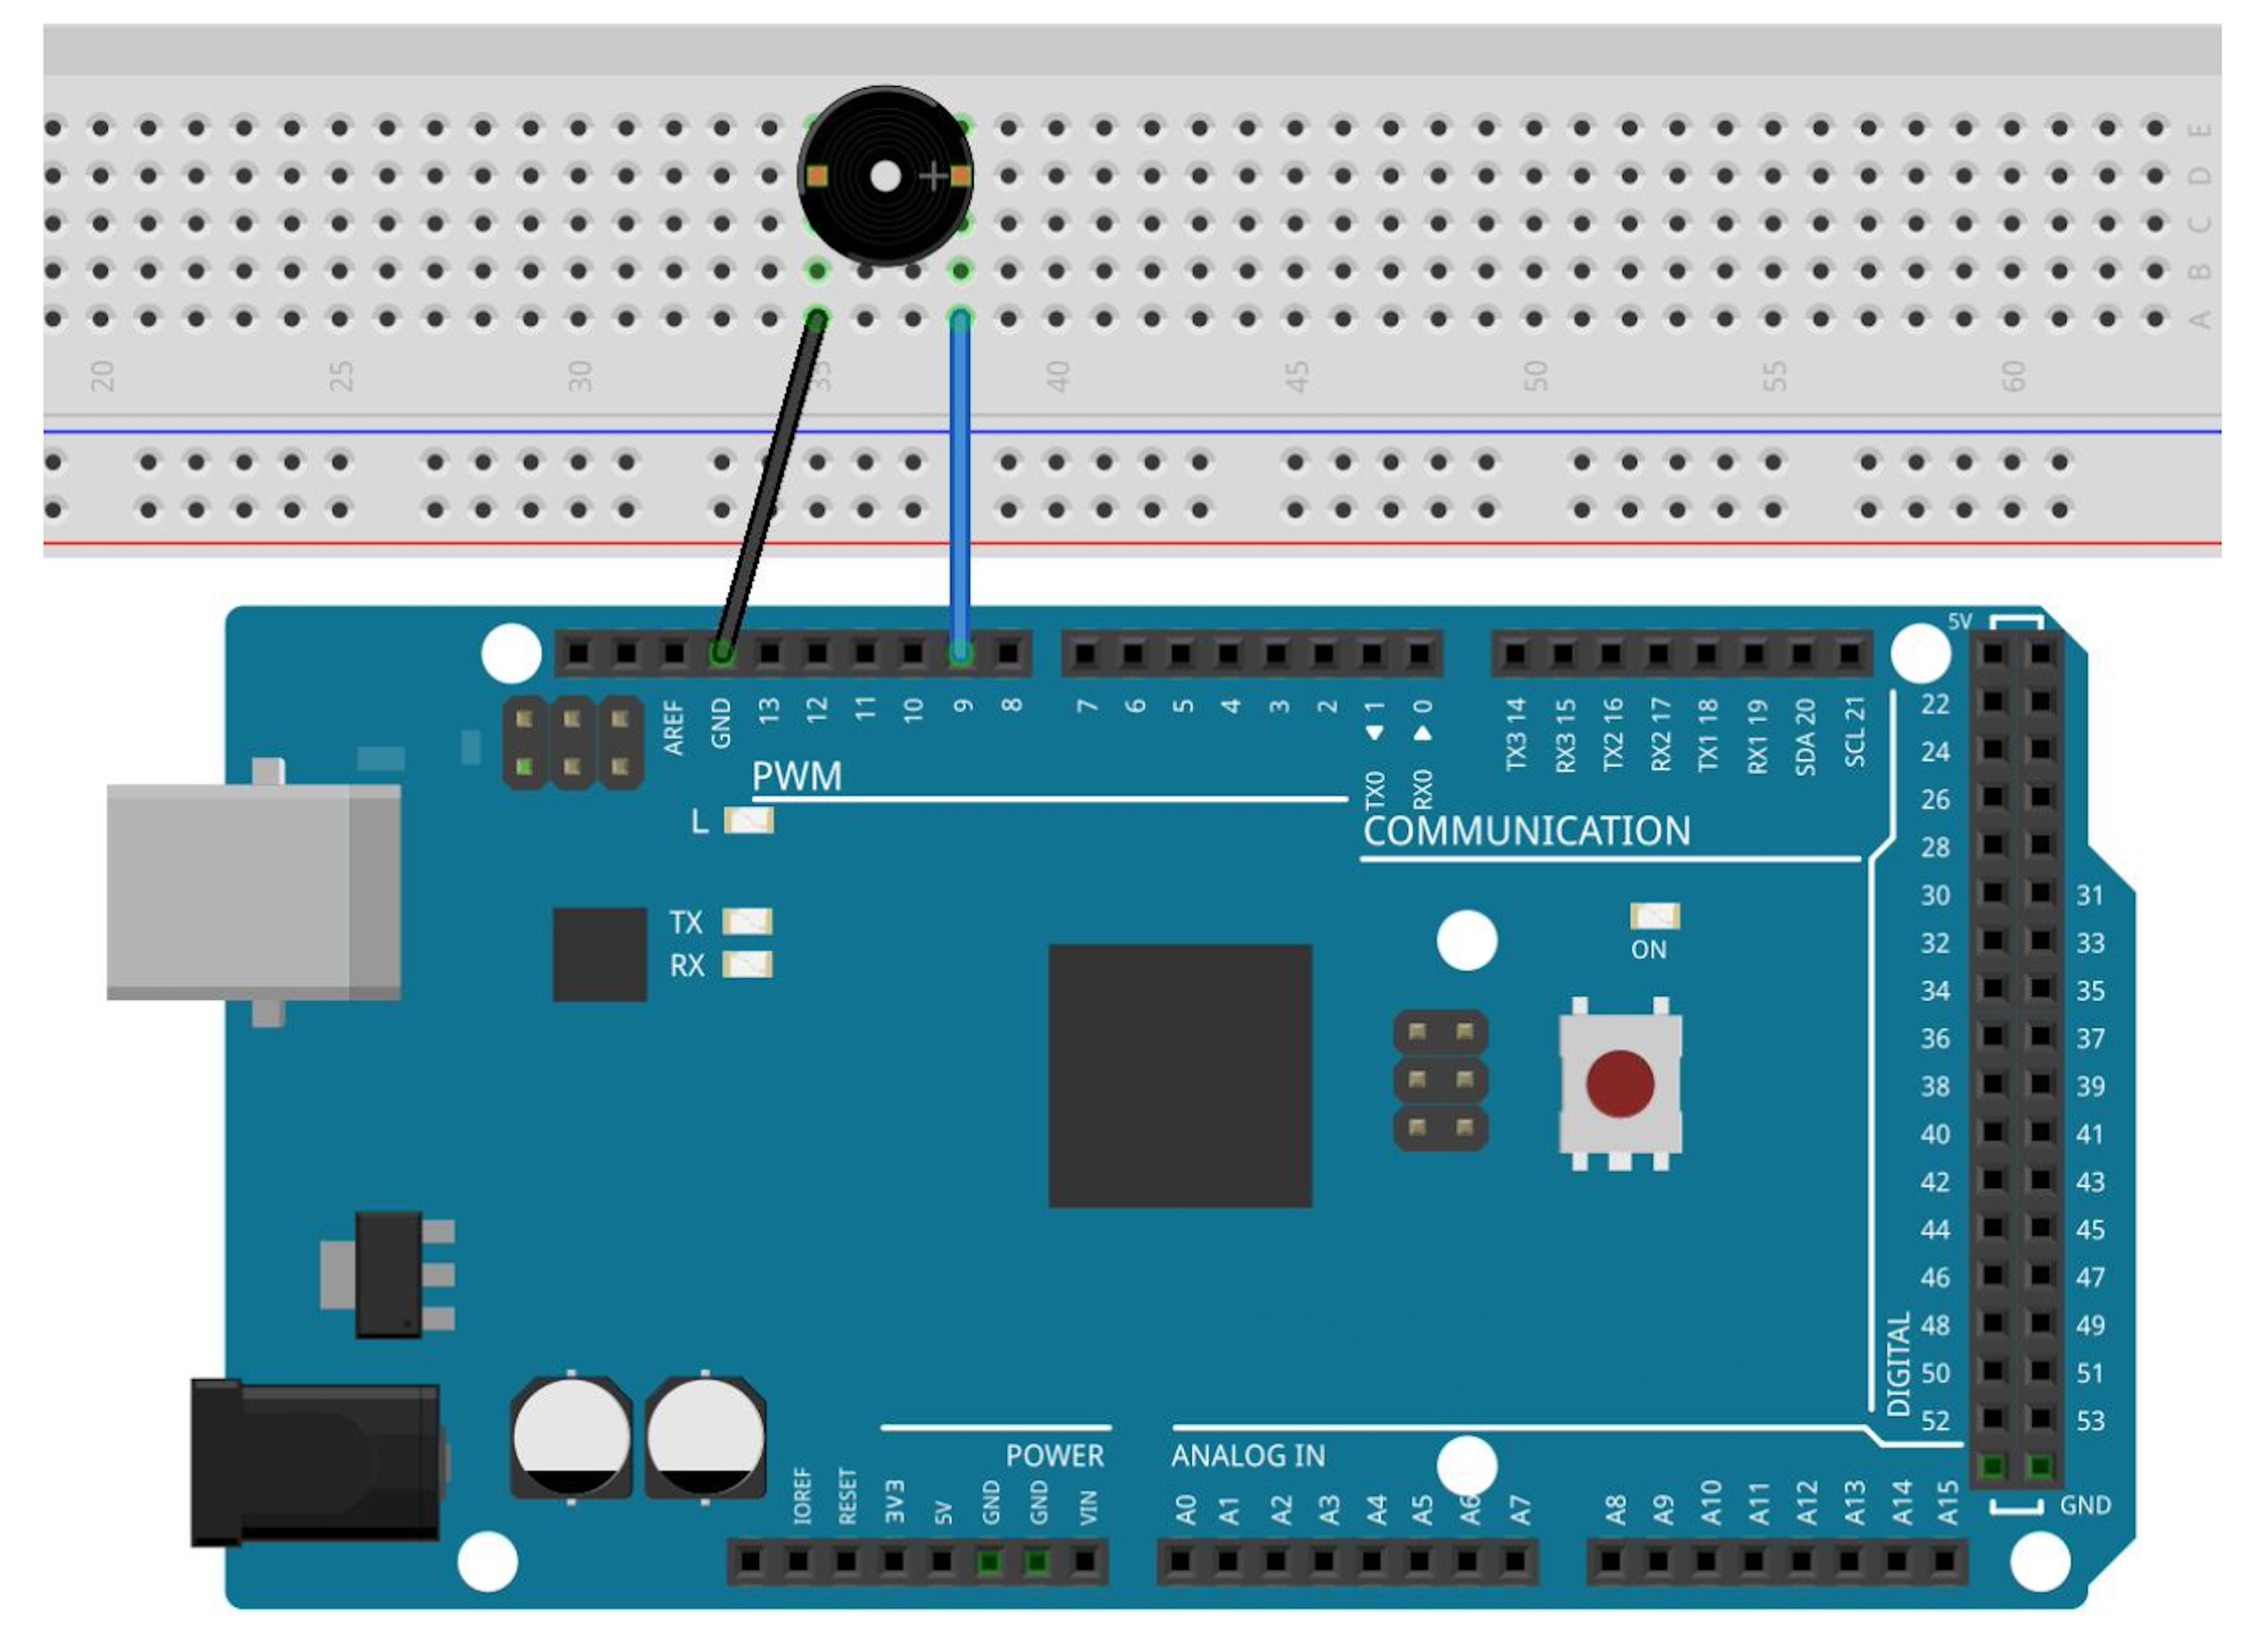 E
D
C
B
A
20 25 30 35 40 45 50 55 60
5V
AREF GND 13 12 11 10 9 8 7 6 5 4 3 2 TX0 1 RX0 0 TX3 14 RX3 15 TX2 16 RX2 17 TX1 18 RX1 19 SDA 20 SCL 21
PWM
L
COMMUNICATION
TX
RX
ON
22
24
26
28
30 31
32 33
34 35
36 37
38 39
40 41
42 43
44 45
46 47
48 49
50 51
52 53
DIGITAL
GND
POWER
ANALOG IN
IOREF RESET 3V3 5V GND GND VIN A0 A1 A2 A3 A4 A5 A6 A7 A8 A9 A10 A11 A12 A13 A14 A15